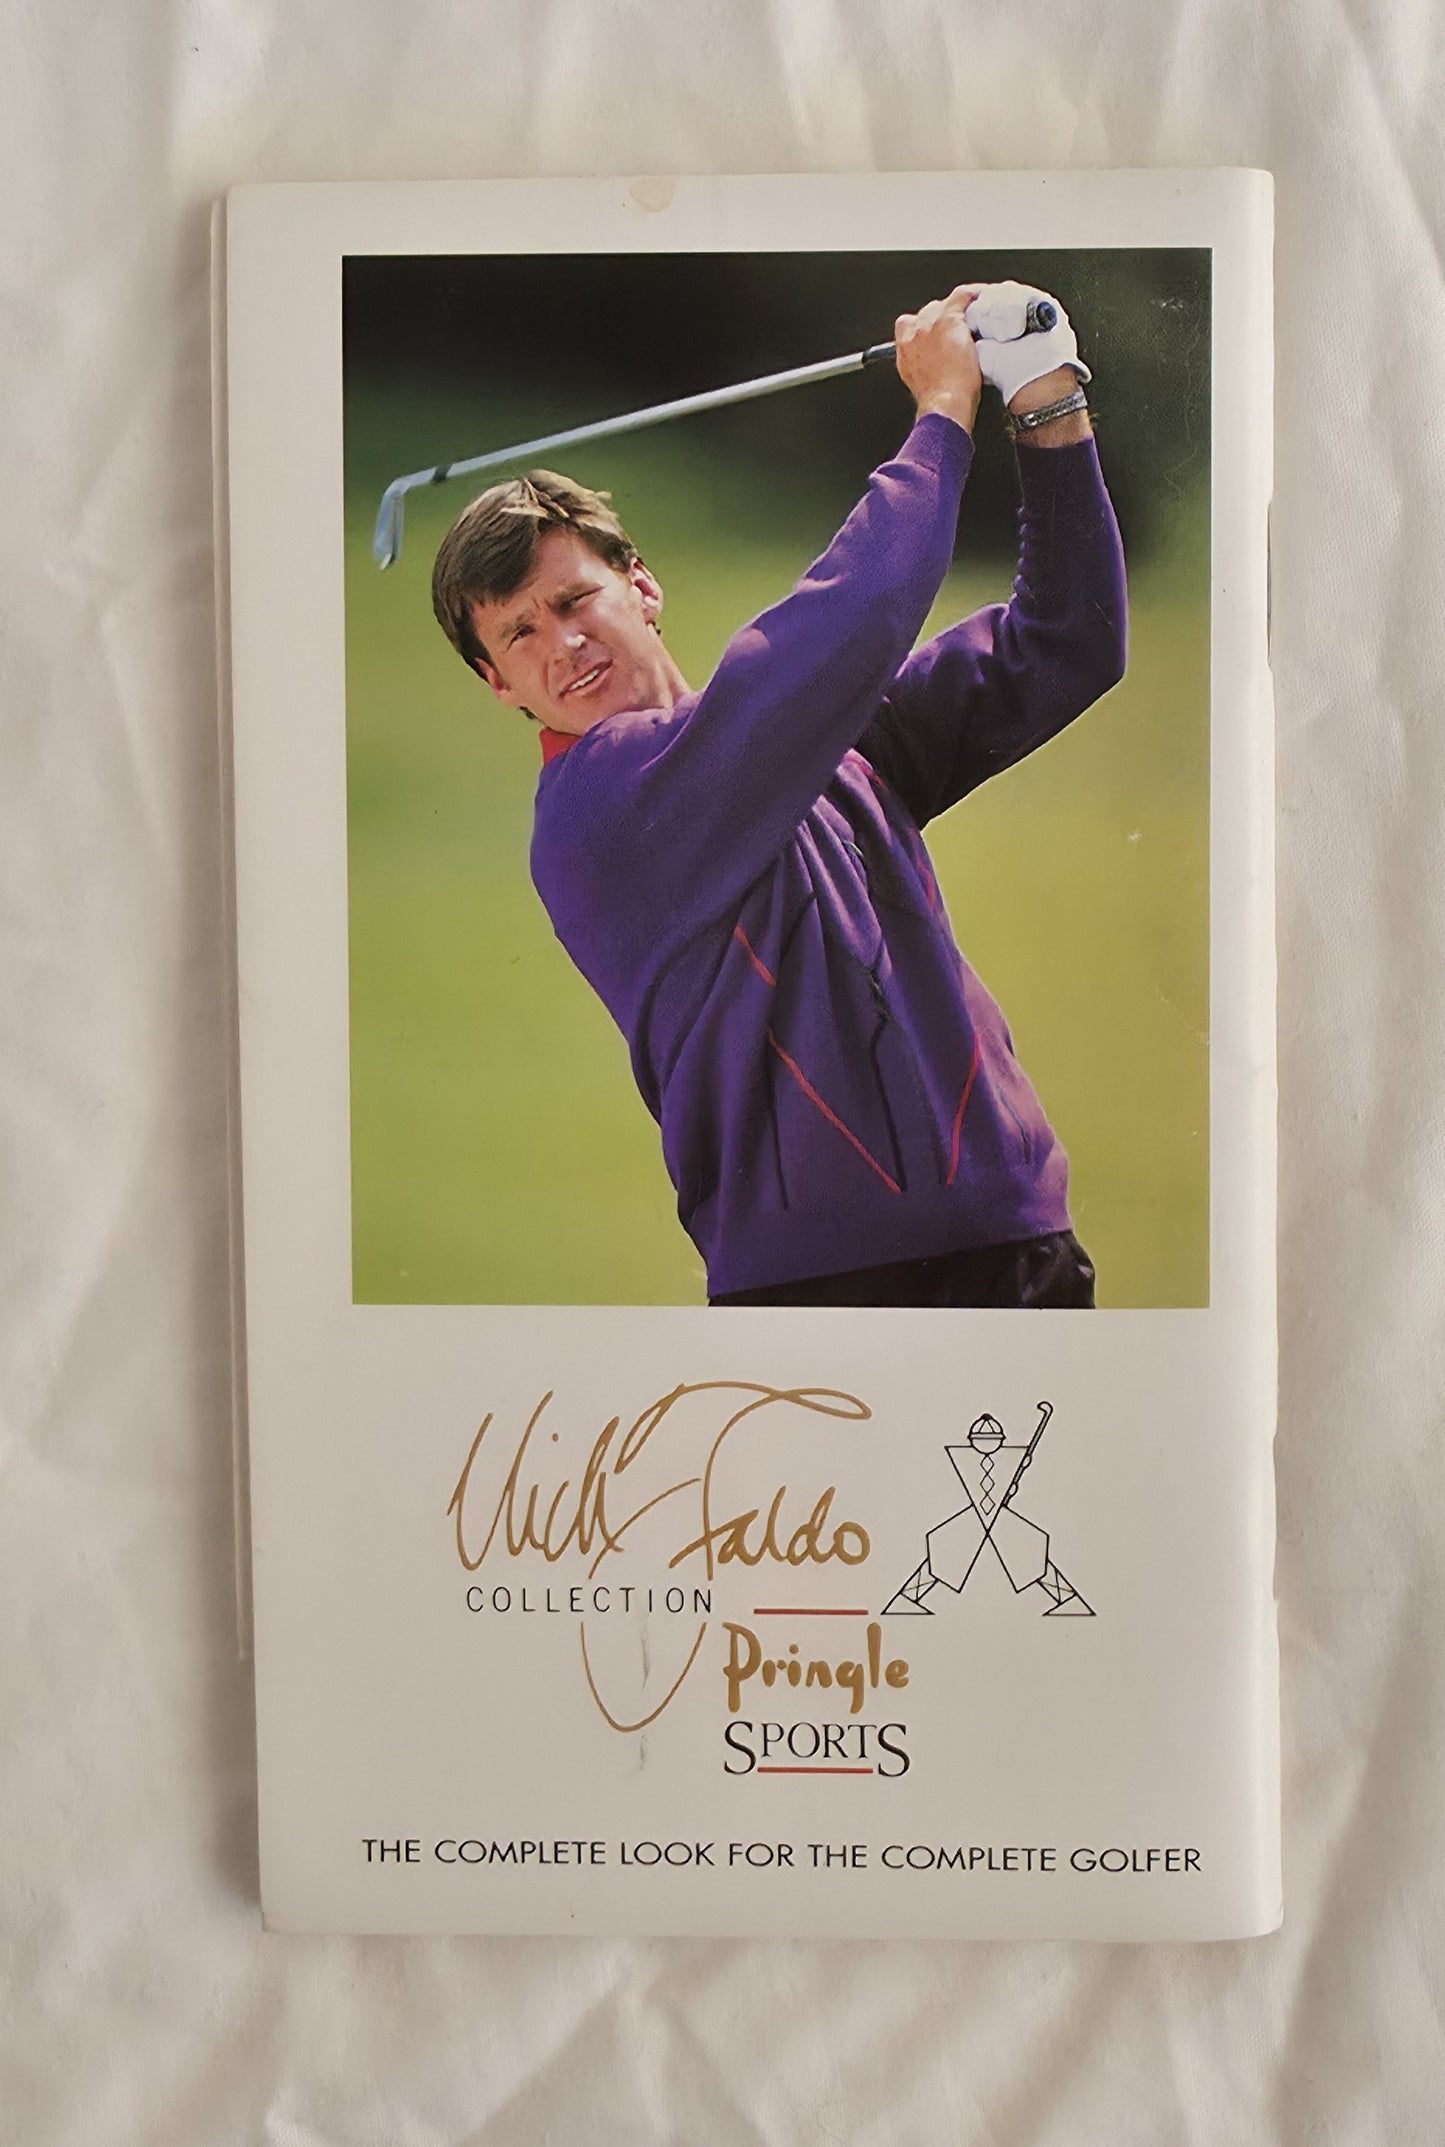 Nick Faldo
COLLECTION
Pringle
SPORTS
THE COMPLETE LOOK FOR THE COMPLETE GOLFER